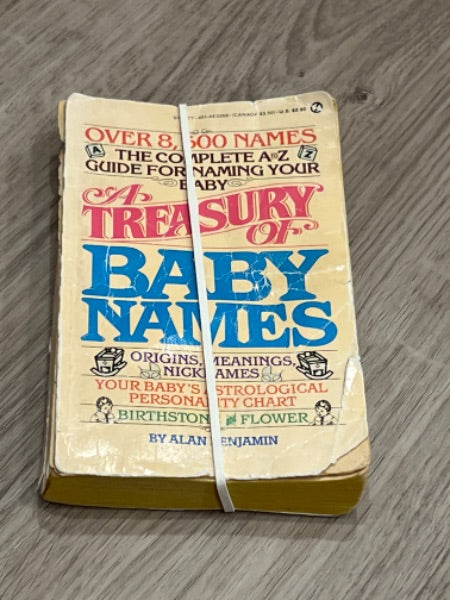 OVER 8,500 NAMES
A
THE COMPLETE A TO Z
Z
GUIDE FOR NAMING YOUR
BABY
A
TREASURY
OF
BABY
NAMES
ORIGINS, MEANINGS,
NICKNAMES
YOUR BABY'S ASTROLOGICAL
PERSONALITY CHART
BIRTHSTONE FLOWER
BY ALAN BENJAMIN